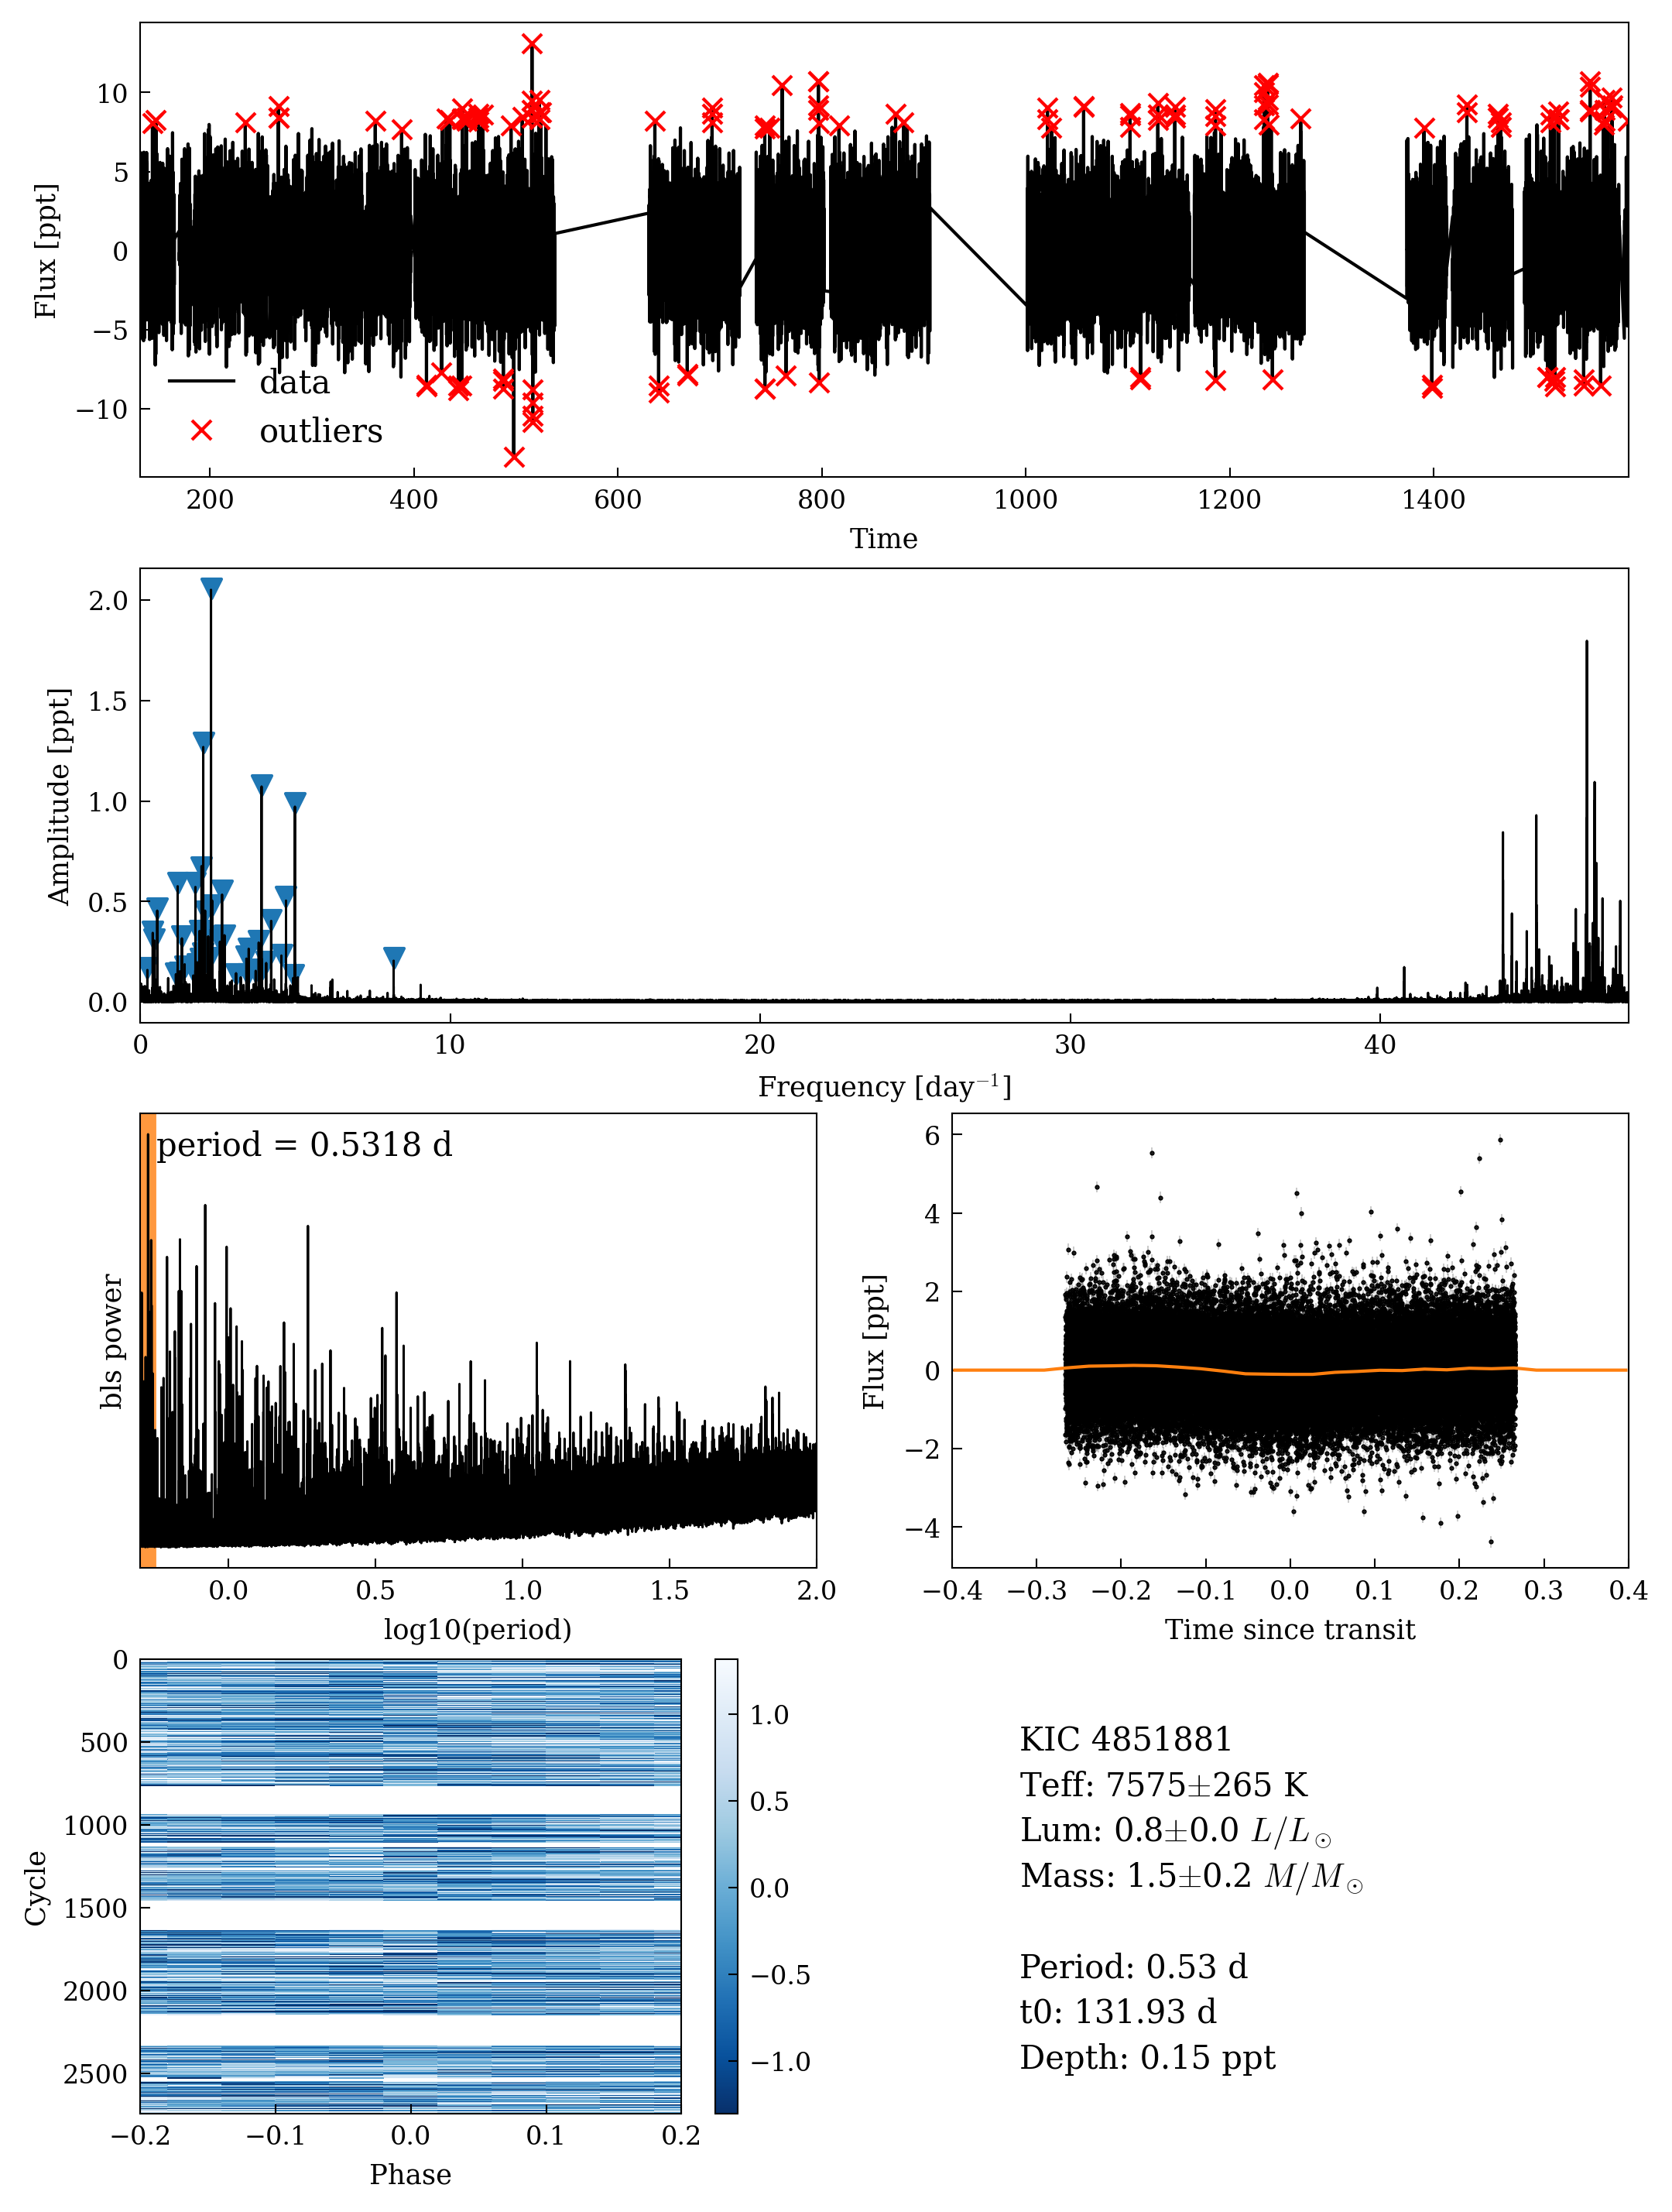 10
5
0
−5
−10
Flux [ppt]
data
outliers
200 400 600 800 1000 1200 1400
Time
2.0
1.5
1.0
0.5
0.0
Amplitude [ppt]
0 10 20 30 40
Frequency [day⁻¹]
period = 0.5318 d
bls power
0.0 0.5 1.0 1.5 2.0
log10(period)
6
4
2
0
−2
−4
Flux [ppt]
−0.4 −0.3 −0.2 −0.1 0.0 0.1 0.2 0.3 0.4
Time since transit
0
500
1000
1500
2000
2500
Cycle
−0.2 −0.1 0.0 0.1 0.2
Phase
1.0
0.5
0.0
−0.5
−1.0
KIC 4851881
Teff: 7575±265 K
Lum: 0.8±0.0 L/L⊙
Mass: 1.5±0.2 M/M⊙
Period: 0.53 d
t0: 131.93 d
Depth: 0.15 ppt